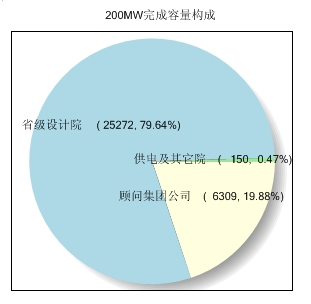 200MW完成容量构成
省级设计院 ( 25272, 79.64%)
供电及其它院 ( 150, 0.47%)
顾问集团公司 ( 6309, 19.88%)